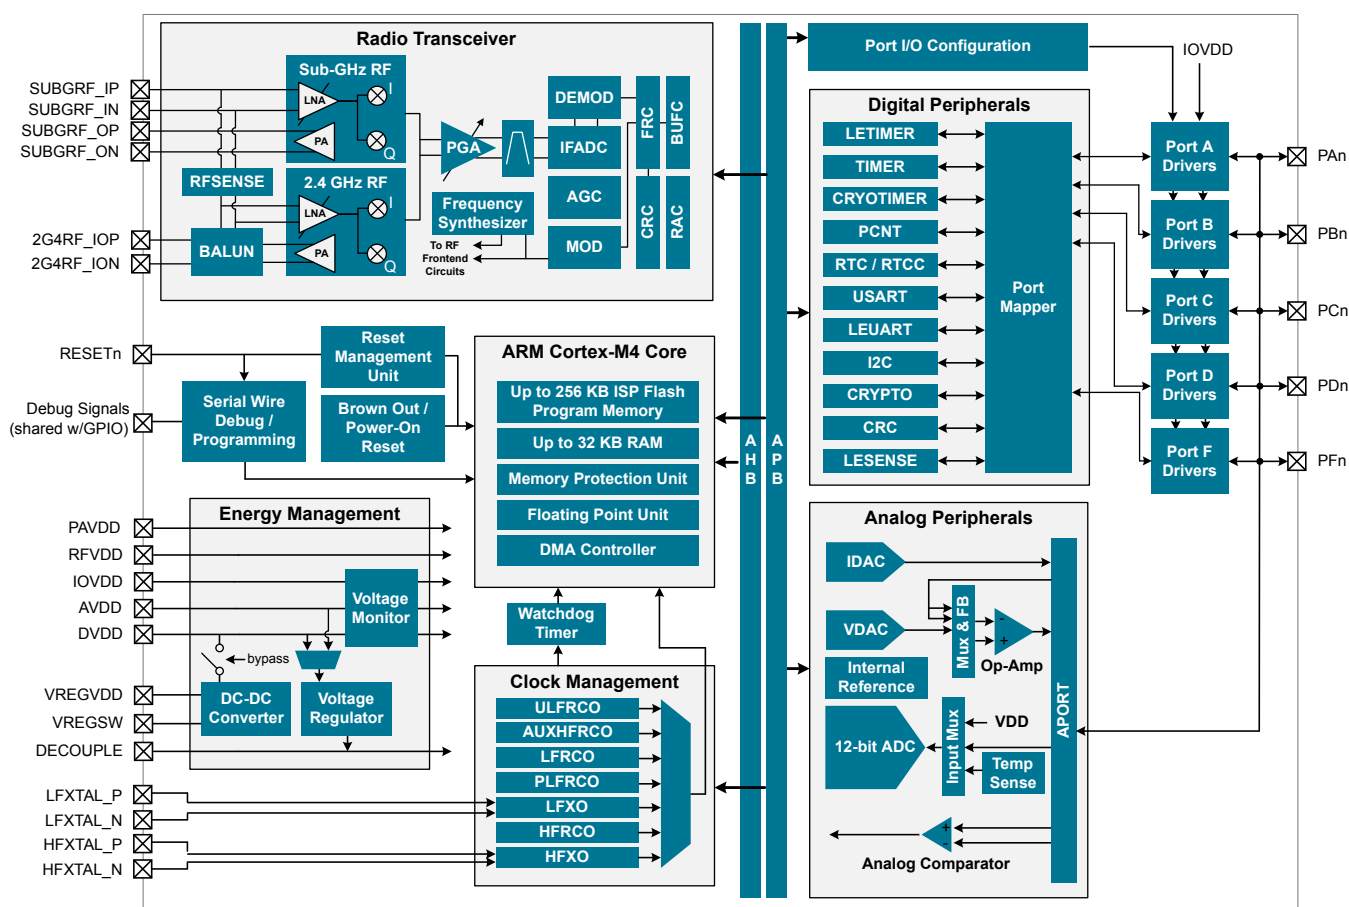 Radio Transceiver
SUBGRF_IP
SUBGRF_IN
SUBGRF_OP
SUBGRF_ON
2G4RF_IOP
2G4RF_ION
Sub-GHz RF
LNA
I
PA
Q
RFSENSE
2.4 GHz RF
LNA
I
PA
Q
BALUN
PGA
Frequency
Synthesizer
To RF
Frontend
Circuits
DEMOD
IFADC
AGC
MOD
FRC
BUFC
CRC
RAC
RESETn
Debug Signals
(shared w/GPIO)
Reset
Management
Unit
Serial Wire
Debug /
Programming
Brown Out /
Power-On
Reset
ARM Cortex-M4 Core
Up to 256 KB ISP Flash
Program Memory
Up to 32 KB RAM
Memory Protection Unit
Floating Point Unit
DMA Controller
Watchdog
Timer
Energy Management
PAVDD
RFVDD
IOVDD
AVDD
DVDD
VREGVDD
VREGSW
DECOUPLE
Voltage
Monitor
bypass
DC-DC
Converter
Voltage
Regulator
LFXTAL_P
LFXTAL_N
HFXTAL_P
HFXTAL_N
Clock Management
ULFRCO
AUXHFRCO
LFRCO
PLFRCO
LFXO
HFRCO
HFXO
AHB
APB
Port I/O Configuration
IOVDD
Digital Peripherals
LETIMER
TIMER
CRYOTIMER
PCNT
RTC / RTCC
USART
LEUART
I2C
CRYPTO
CRC
LESENSE
Port
Mapper
Port A
Drivers
Port B
Drivers
Port C
Drivers
Port D
Drivers
Port F
Drivers
PAn
PBn
PCn
PDn
PFn
Analog Peripherals
IDAC
VDAC
Mux & FB
-
+
Op-Amp
Internal
Reference
12-bit ADC
Input Mux
VDD
Temp
Sense
APORT
+
-
Analog Comparator